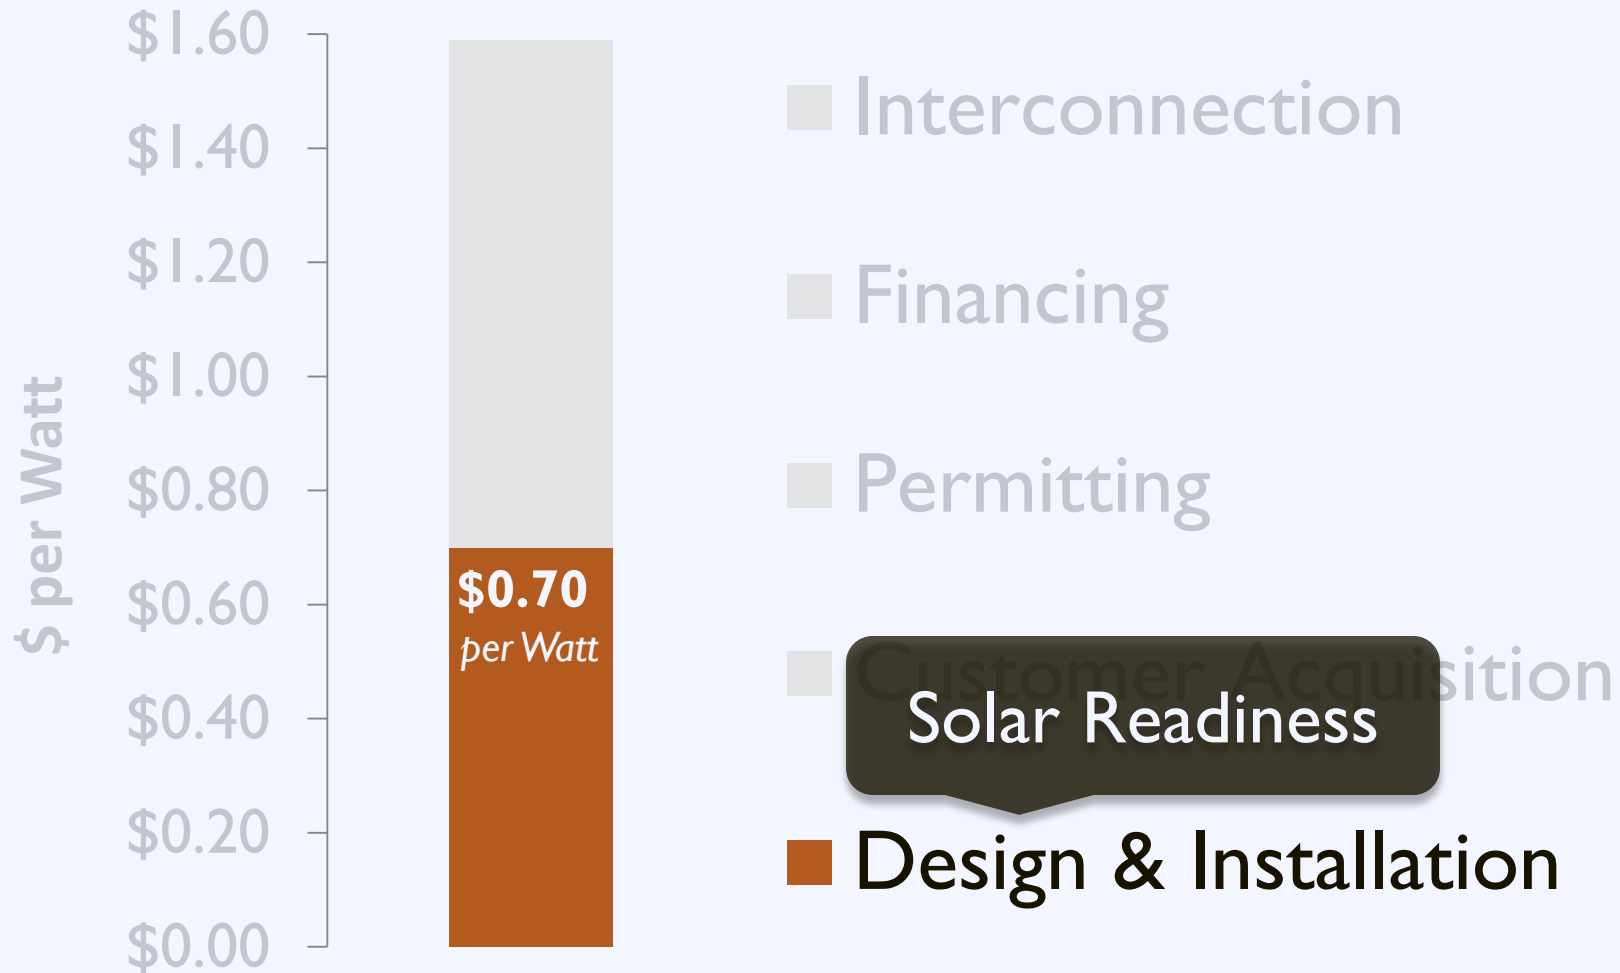 $ per Watt
$1.60
$1.40
$1.20
$1.00
$0.80
$0.60
$0.40
$0.20
$0.00
$0.70
per Watt
Interconnection
Financing
Permitting
Customer Acquisition
Solar Readiness
Design & Installation